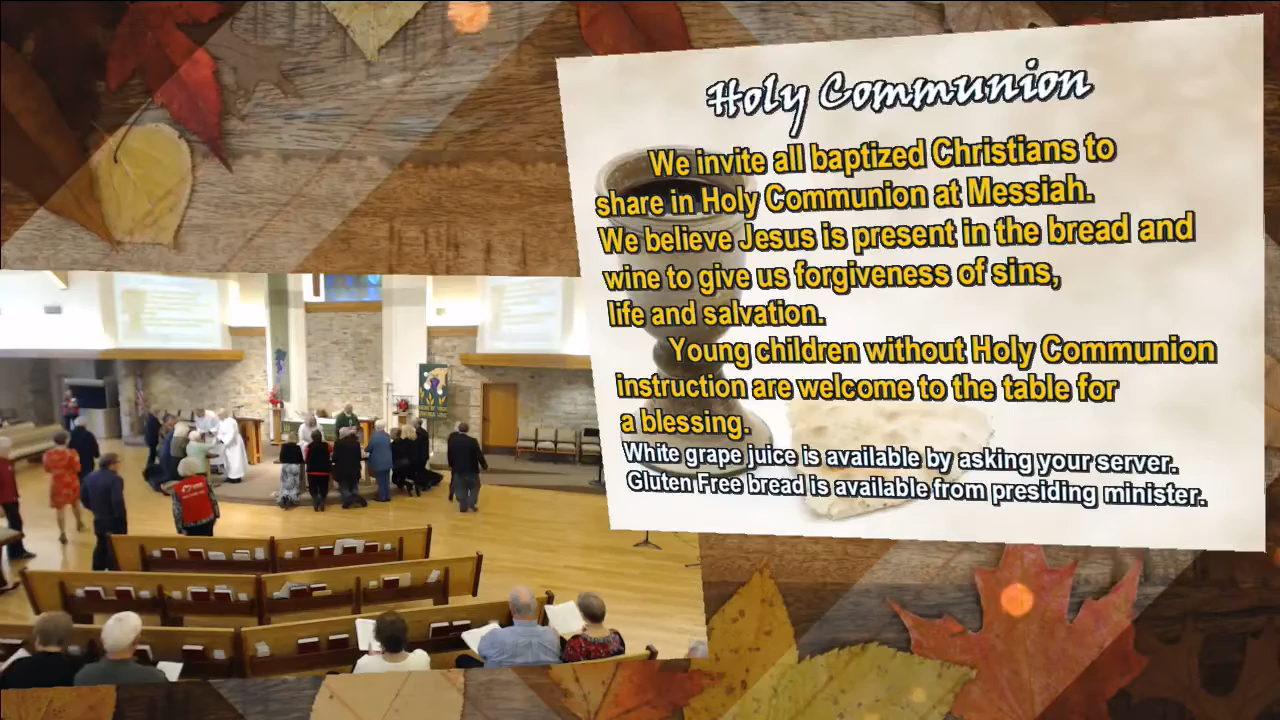 Holy Communion
We invite all baptized Christians to
share in Holy Communion at Messiah.
We believe Jesus is present in the bread and
wine to give us forgiveness of sins,
life and salvation.
Young children without Holy Communion
instruction are welcome to the table for
a blessing.
White grape juice is available by asking your server.
Gluten Free bread is available from presiding minister.